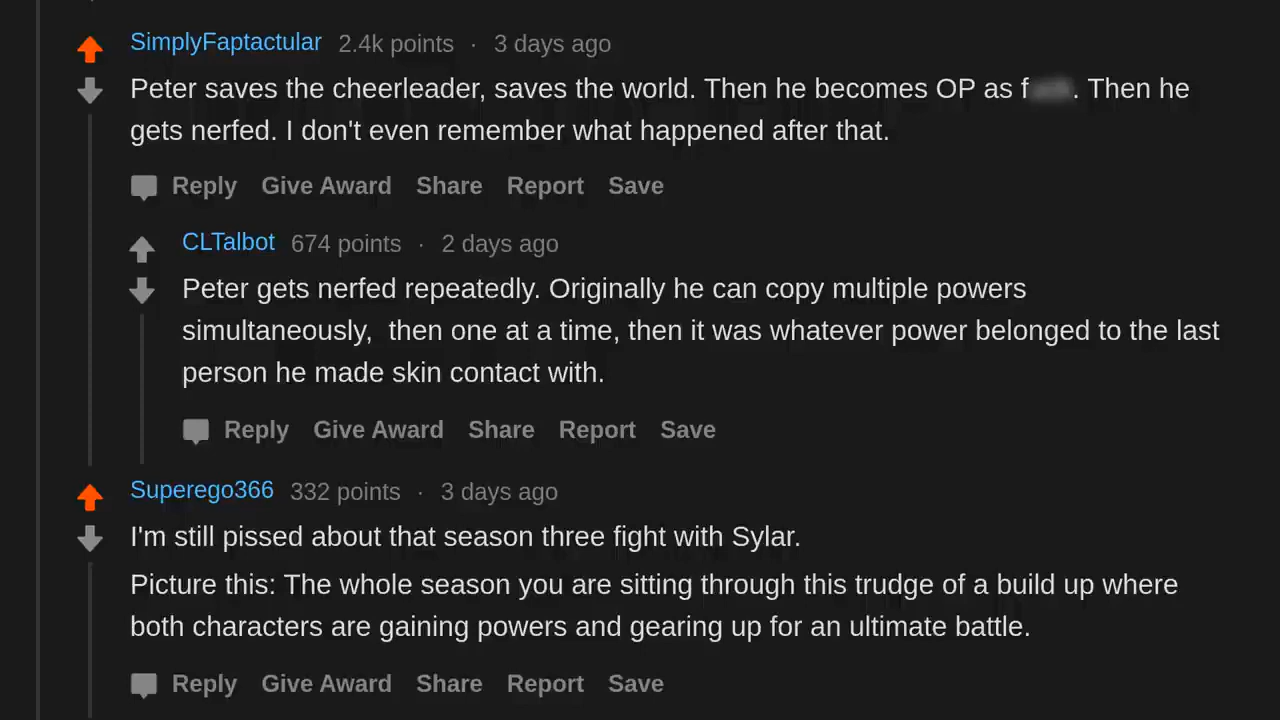 SimplyFaptactular 2.4k points · 3 days ago
Peter saves the cheerleader, saves the world. Then he becomes OP as f . Then he
gets nerfed. I don't even remember what happened after that.
Reply Give Award Share Report Save
CLTalbot 674 points · 2 days ago
Peter gets nerfed repeatedly. Originally he can copy multiple powers
simultaneously,  then one at a time, then it was whatever power belonged to the last
person he made skin contact with.
Reply Give Award Share Report Save
Superego366 332 points · 3 days ago
I'm still pissed about that season three fight with Sylar.
Picture this: The whole season you are sitting through this trudge of a build up where
both characters are gaining powers and gearing up for an ultimate battle.
Reply Give Award Share Report Save